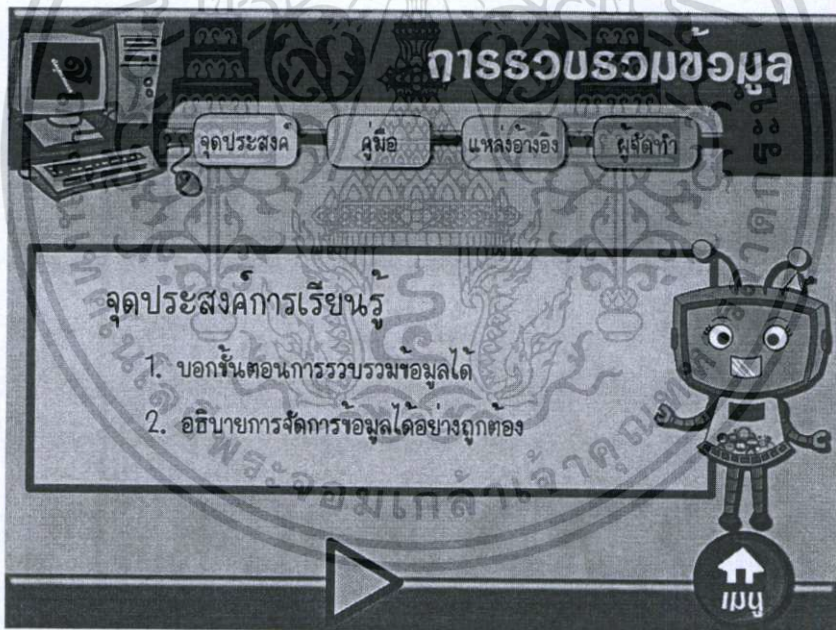 การรวบรวมข้อมูล
จุดประสงค์ คู่มือ แหล่งอ้างอิง ผู้จัดทำ
จุดประสงค์การเรียนรู้
1. บอกขั้นตอนการรวบรวมข้อมูลได้
2. อธิบายการจัดการข้อมูลได้อย่างถูกต้อง
เมนู